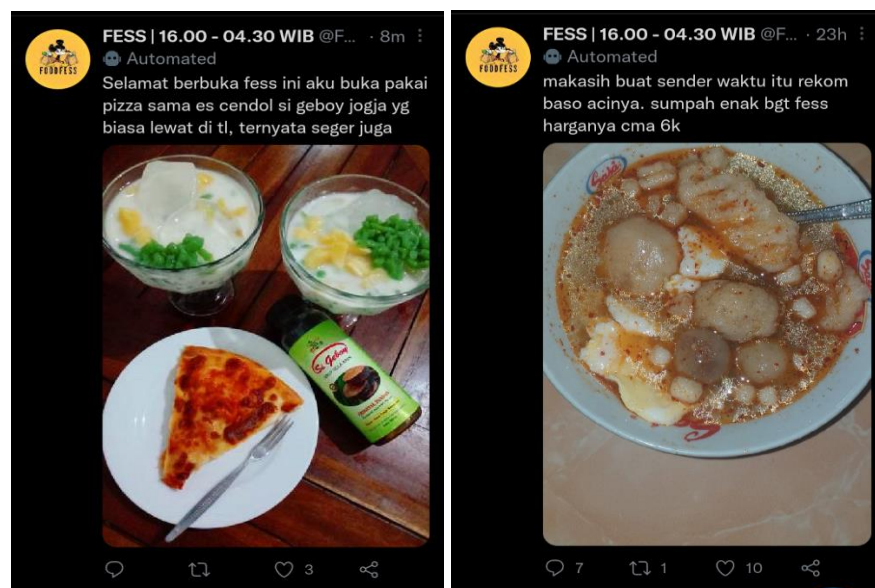 FESS | 16.00 - 04.30 WIB @F... · 8m
Automated
Selamat berbuka fess ini aku buka pakai
pizza sama es cendol si geboy jogja yg
biasa lewat di tl, ternyata seger juga
FOODFESS
Si Geboy
3
FESS | 16.00 - 04.30 WIB @F... · 23h
Automated
makasih buat sender waktu itu rekom
baso acinya. sumpah enak bgt fess
harganya cma 6k
FOODFESS
7
1
10